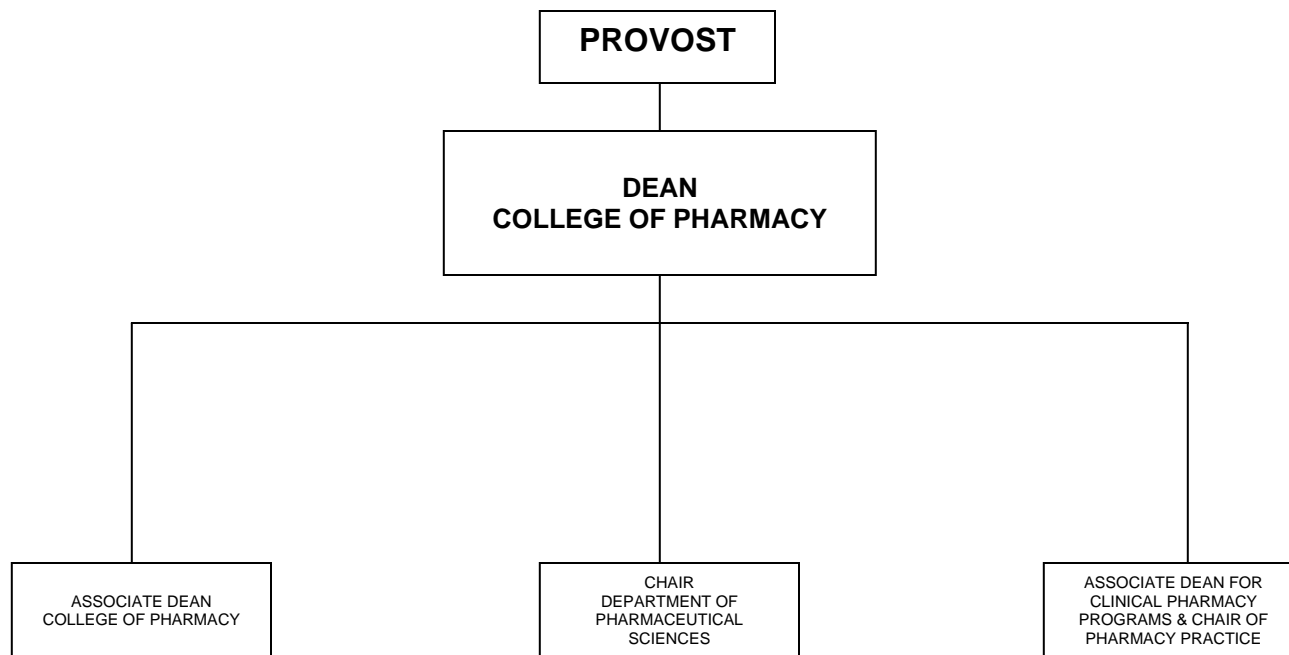 PROVOST
DEAN
COLLEGE OF PHARMACY
ASSOCIATE DEAN
COLLEGE OF PHARMACY
CHAIR
DEPARTMENT OF
PHARMACEUTICAL
SCIENCES
ASSOCIATE DEAN FOR
CLINICAL PHARMACY
PROGRAMS & CHAIR OF
PHARMACY PRACTICE